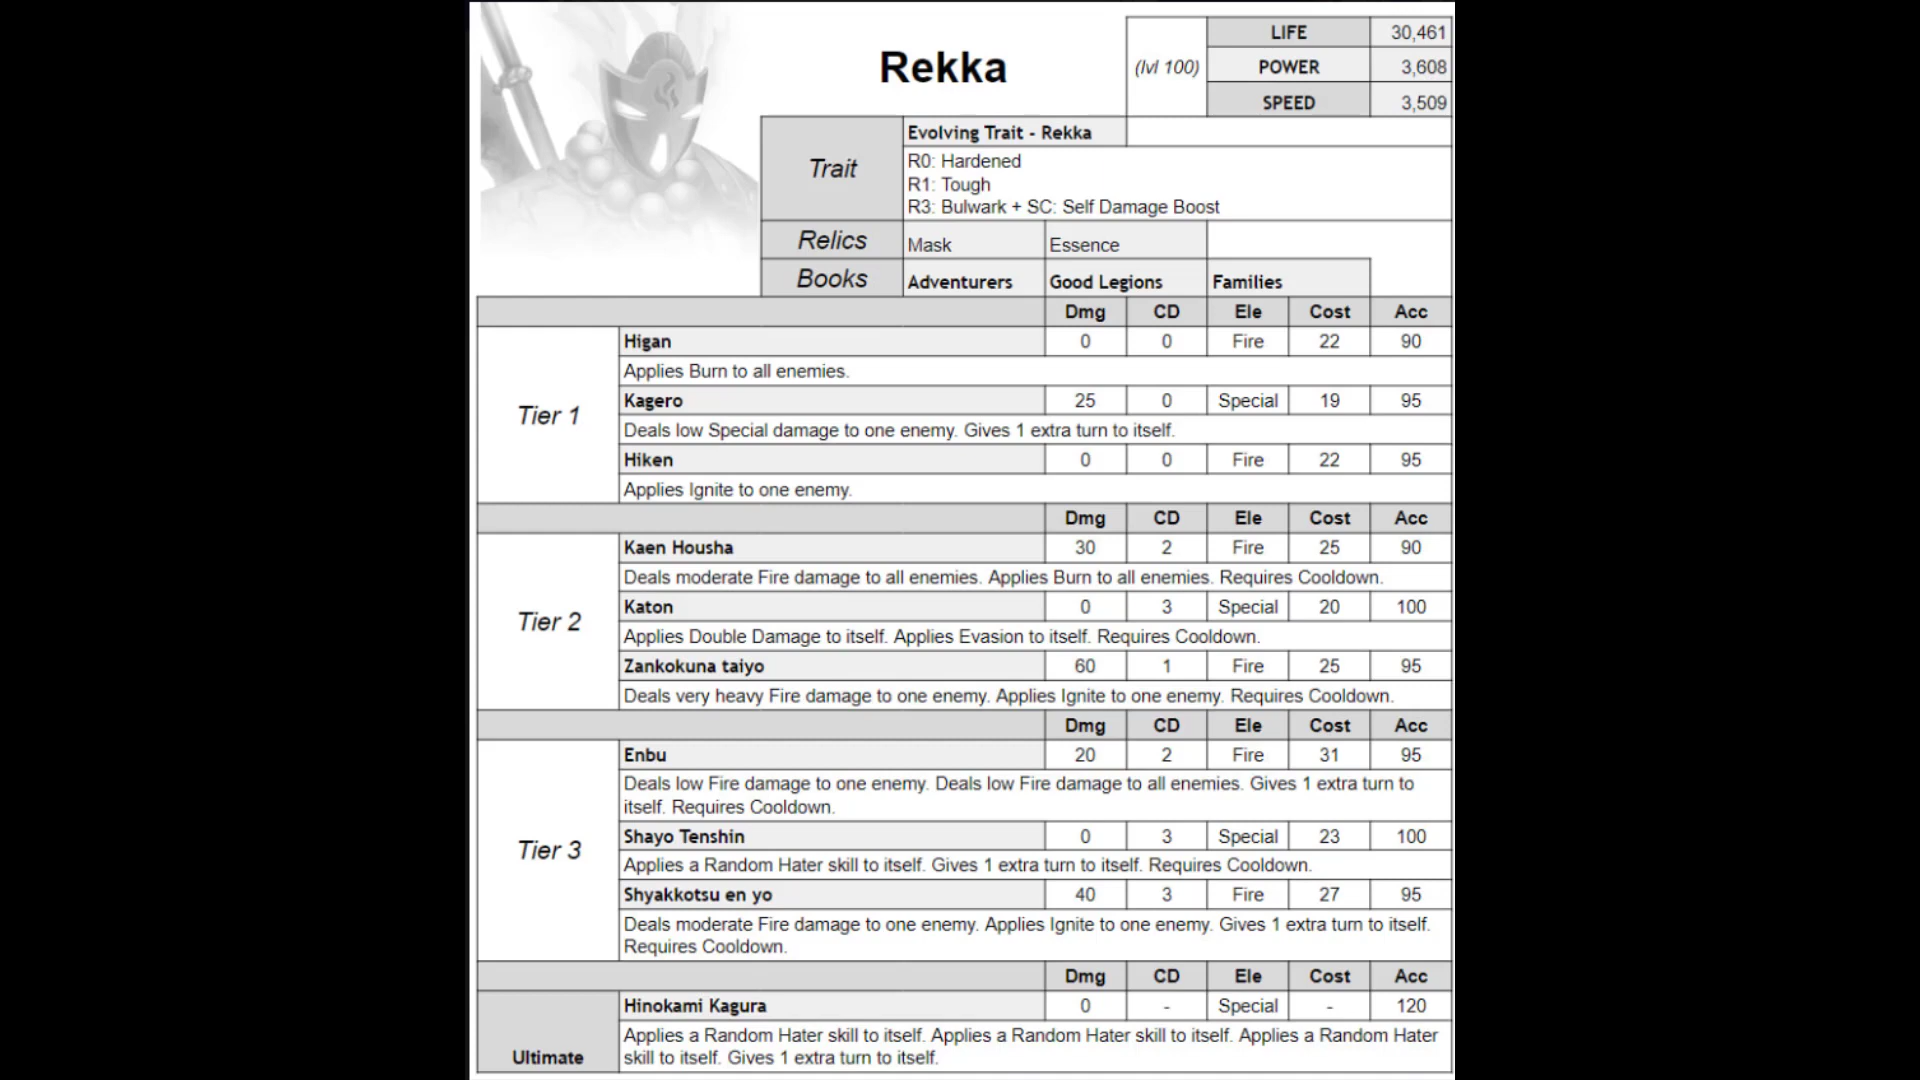 Rekka
(lvl 100)
LIFE 30,461
POWER 3,608
SPEED 3,509
Trait
Evolving Trait - Rekka
R0: Hardened
R1: Tough
R3: Bulwark + SC: Self Damage Boost
Relics Mask Essence
Books Adventurers Good Legions Families
Dmg CD Ele Cost Acc
Tier 1
Higan 0 0 Fire 22 90
Applies Burn to all enemies.
Kagero 25 0 Special 19 95
Deals low Special damage to one enemy. Gives 1 extra turn to itself.
Hiken 0 0 Fire 22 95
Applies Ignite to one enemy.
Dmg CD Ele Cost Acc
Tier 2
Kaen Housha 30 2 Fire 25 90
Deals moderate Fire damage to all enemies. Applies Burn to all enemies. Requires Cooldown.
Katon 0 3 Special 20 100
Applies Double Damage to itself. Applies Evasion to itself. Requires Cooldown.
Zankokuna taiyo 60 1 Fire 25 95
Deals very heavy Fire damage to one enemy. Applies Ignite to one enemy. Requires Cooldown.
Dmg CD Ele Cost Acc
Tier 3
Enbu 20 2 Fire 31 95
Deals low Fire damage to one enemy. Deals low Fire damage to all enemies. Gives 1 extra turn to
itself. Requires Cooldown.
Shayo Tenshin 0 3 Special 23 100
Applies a Random Hater skill to itself. Gives 1 extra turn to itself. Requires Cooldown.
Shyakkotsu en yo 40 3 Fire 27 95
Deals moderate Fire damage to one enemy. Applies Ignite to one enemy. Gives 1 extra turn to itself.
Requires Cooldown.
Dmg CD Ele Cost Acc
Ultimate
Hinokami Kagura 0 - Special - 120
Applies a Random Hater skill to itself. Applies a Random Hater skill to itself. Applies a Random Hater
skill to itself. Gives 1 extra turn to itself.